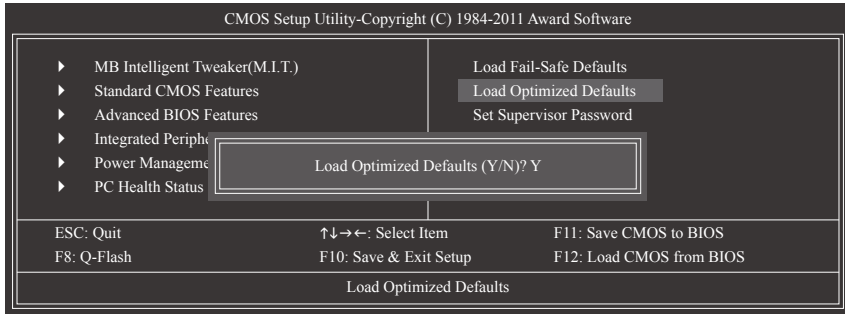 CMOS Setup Utility-Copyright (C) 1984-2011 Award Software
MB Intelligent Tweaker(M.I.T.)
Standard CMOS Features
Advanced BIOS Features
Integrated Periphe
Power Manageme
PC Health Status
Load Fail-Safe Defaults
Load Optimized Defaults
Set Supervisor Password
Load Optimized Defaults (Y/N)? Y
ESC: Quit ↑↓→←: Select Item F11: Save CMOS to BIOS
F8: Q-Flash F10: Save & Exit Setup F12: Load CMOS from BIOS
Load Optimized Defaults